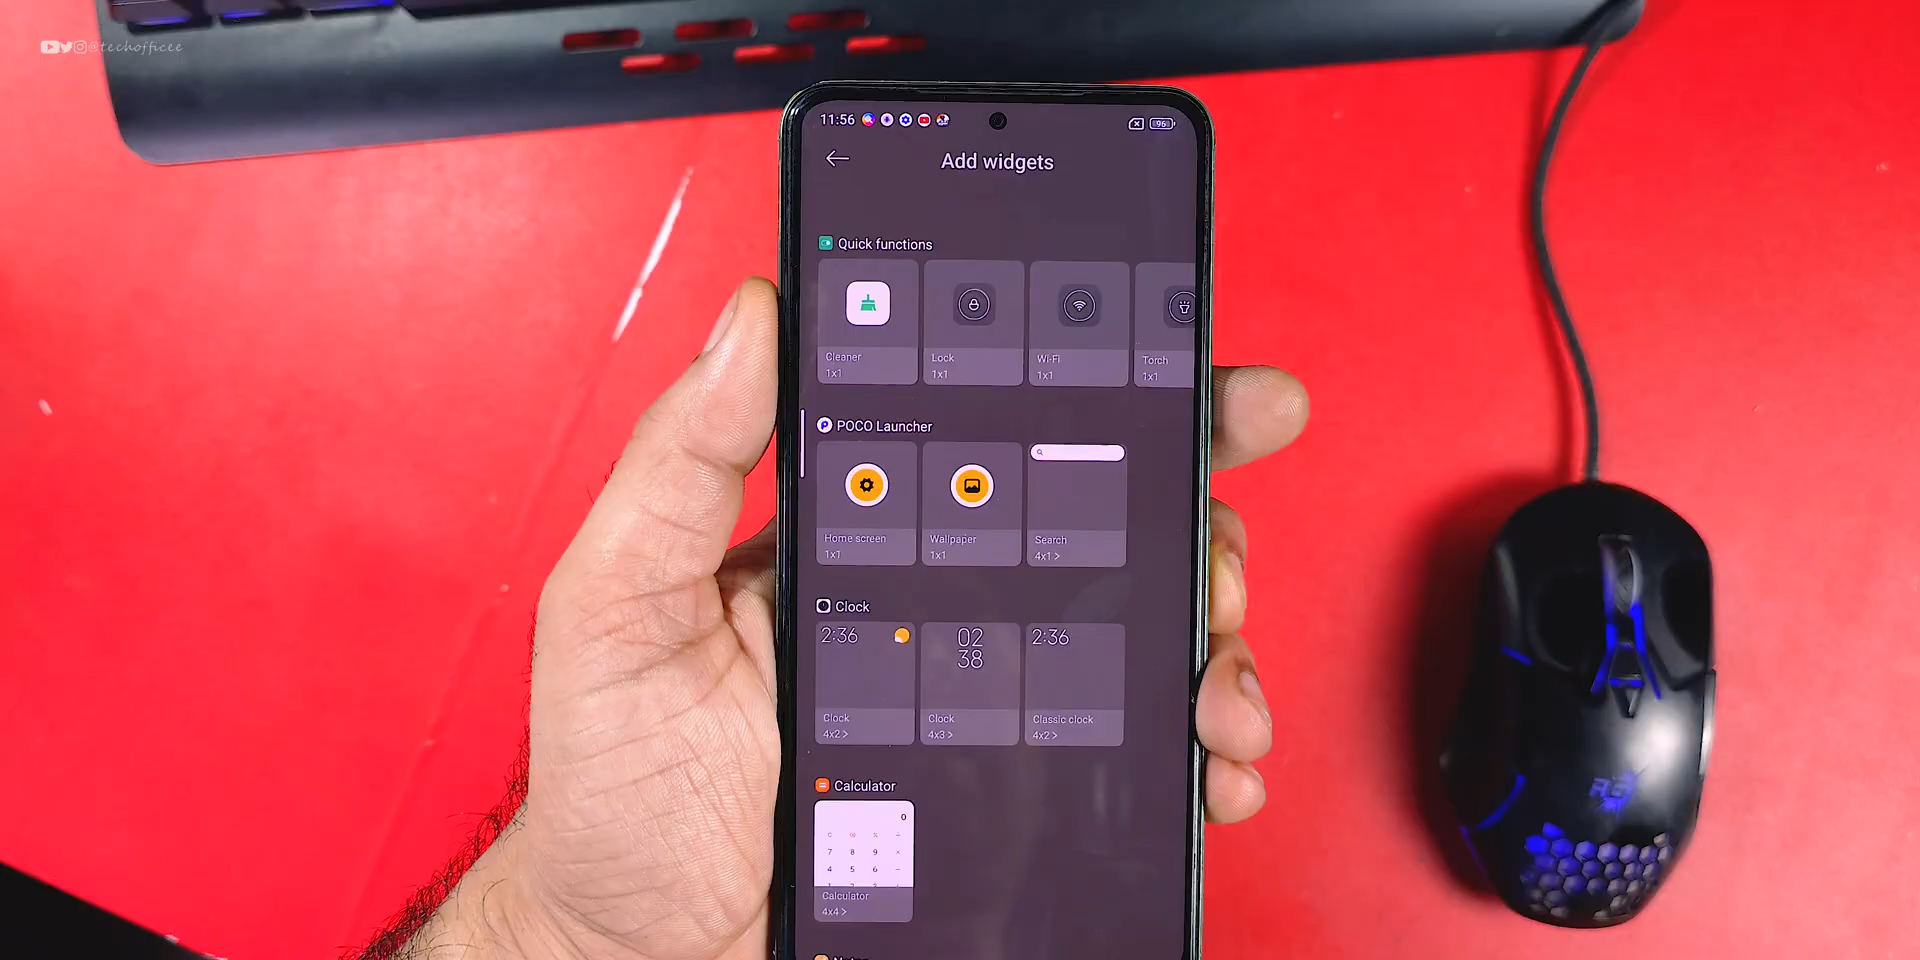 @techofficee
11:56
96
Add widgets
Quick functions
Cleaner
1x1
Lock
1x1
Wi-Fi
1x1
Torch
1x1
POCO Launcher
Home screen
1x1
Wallpaper
1x1
Search
4x1 >
Clock
2:36
02
38
2:36
Clock
4x2 >
Clock
4x3 >
Classic clock
4x2 >
Calculator
0
C % ÷
7 8 9 ×
4 5 6 −
Calculator
4x4 >